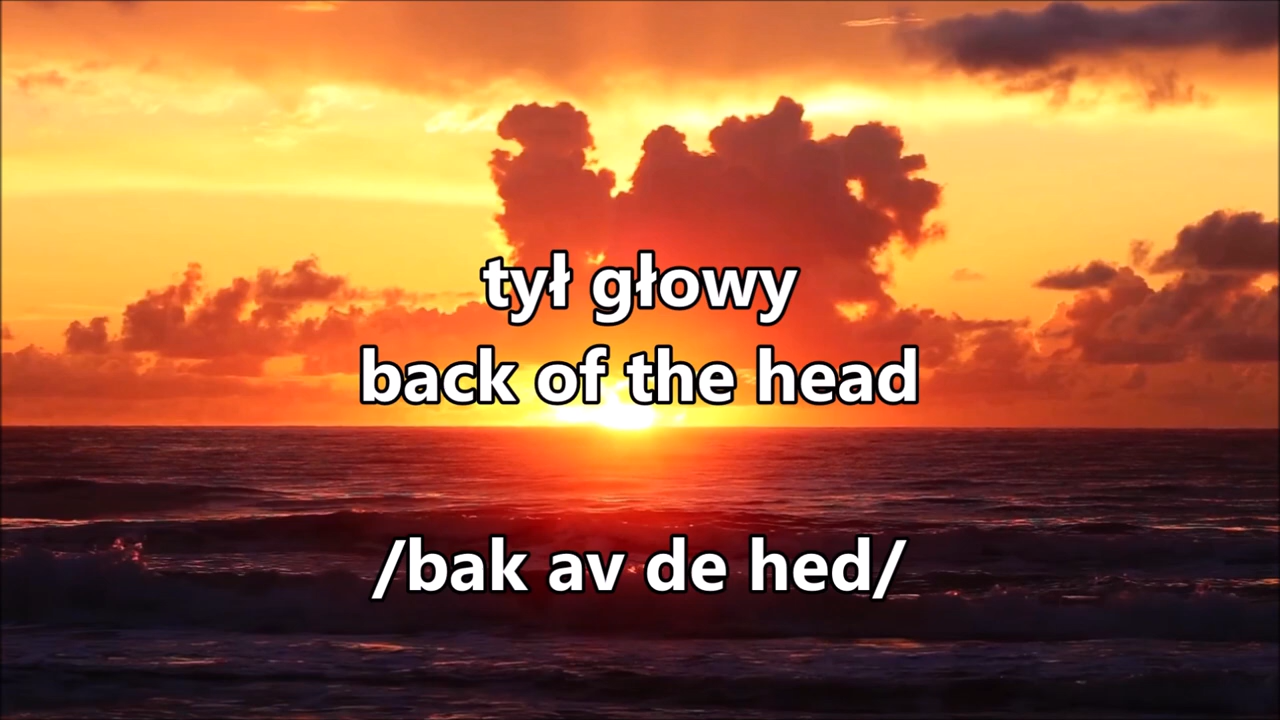 tył głowy
back of the head
/bak av de hed/